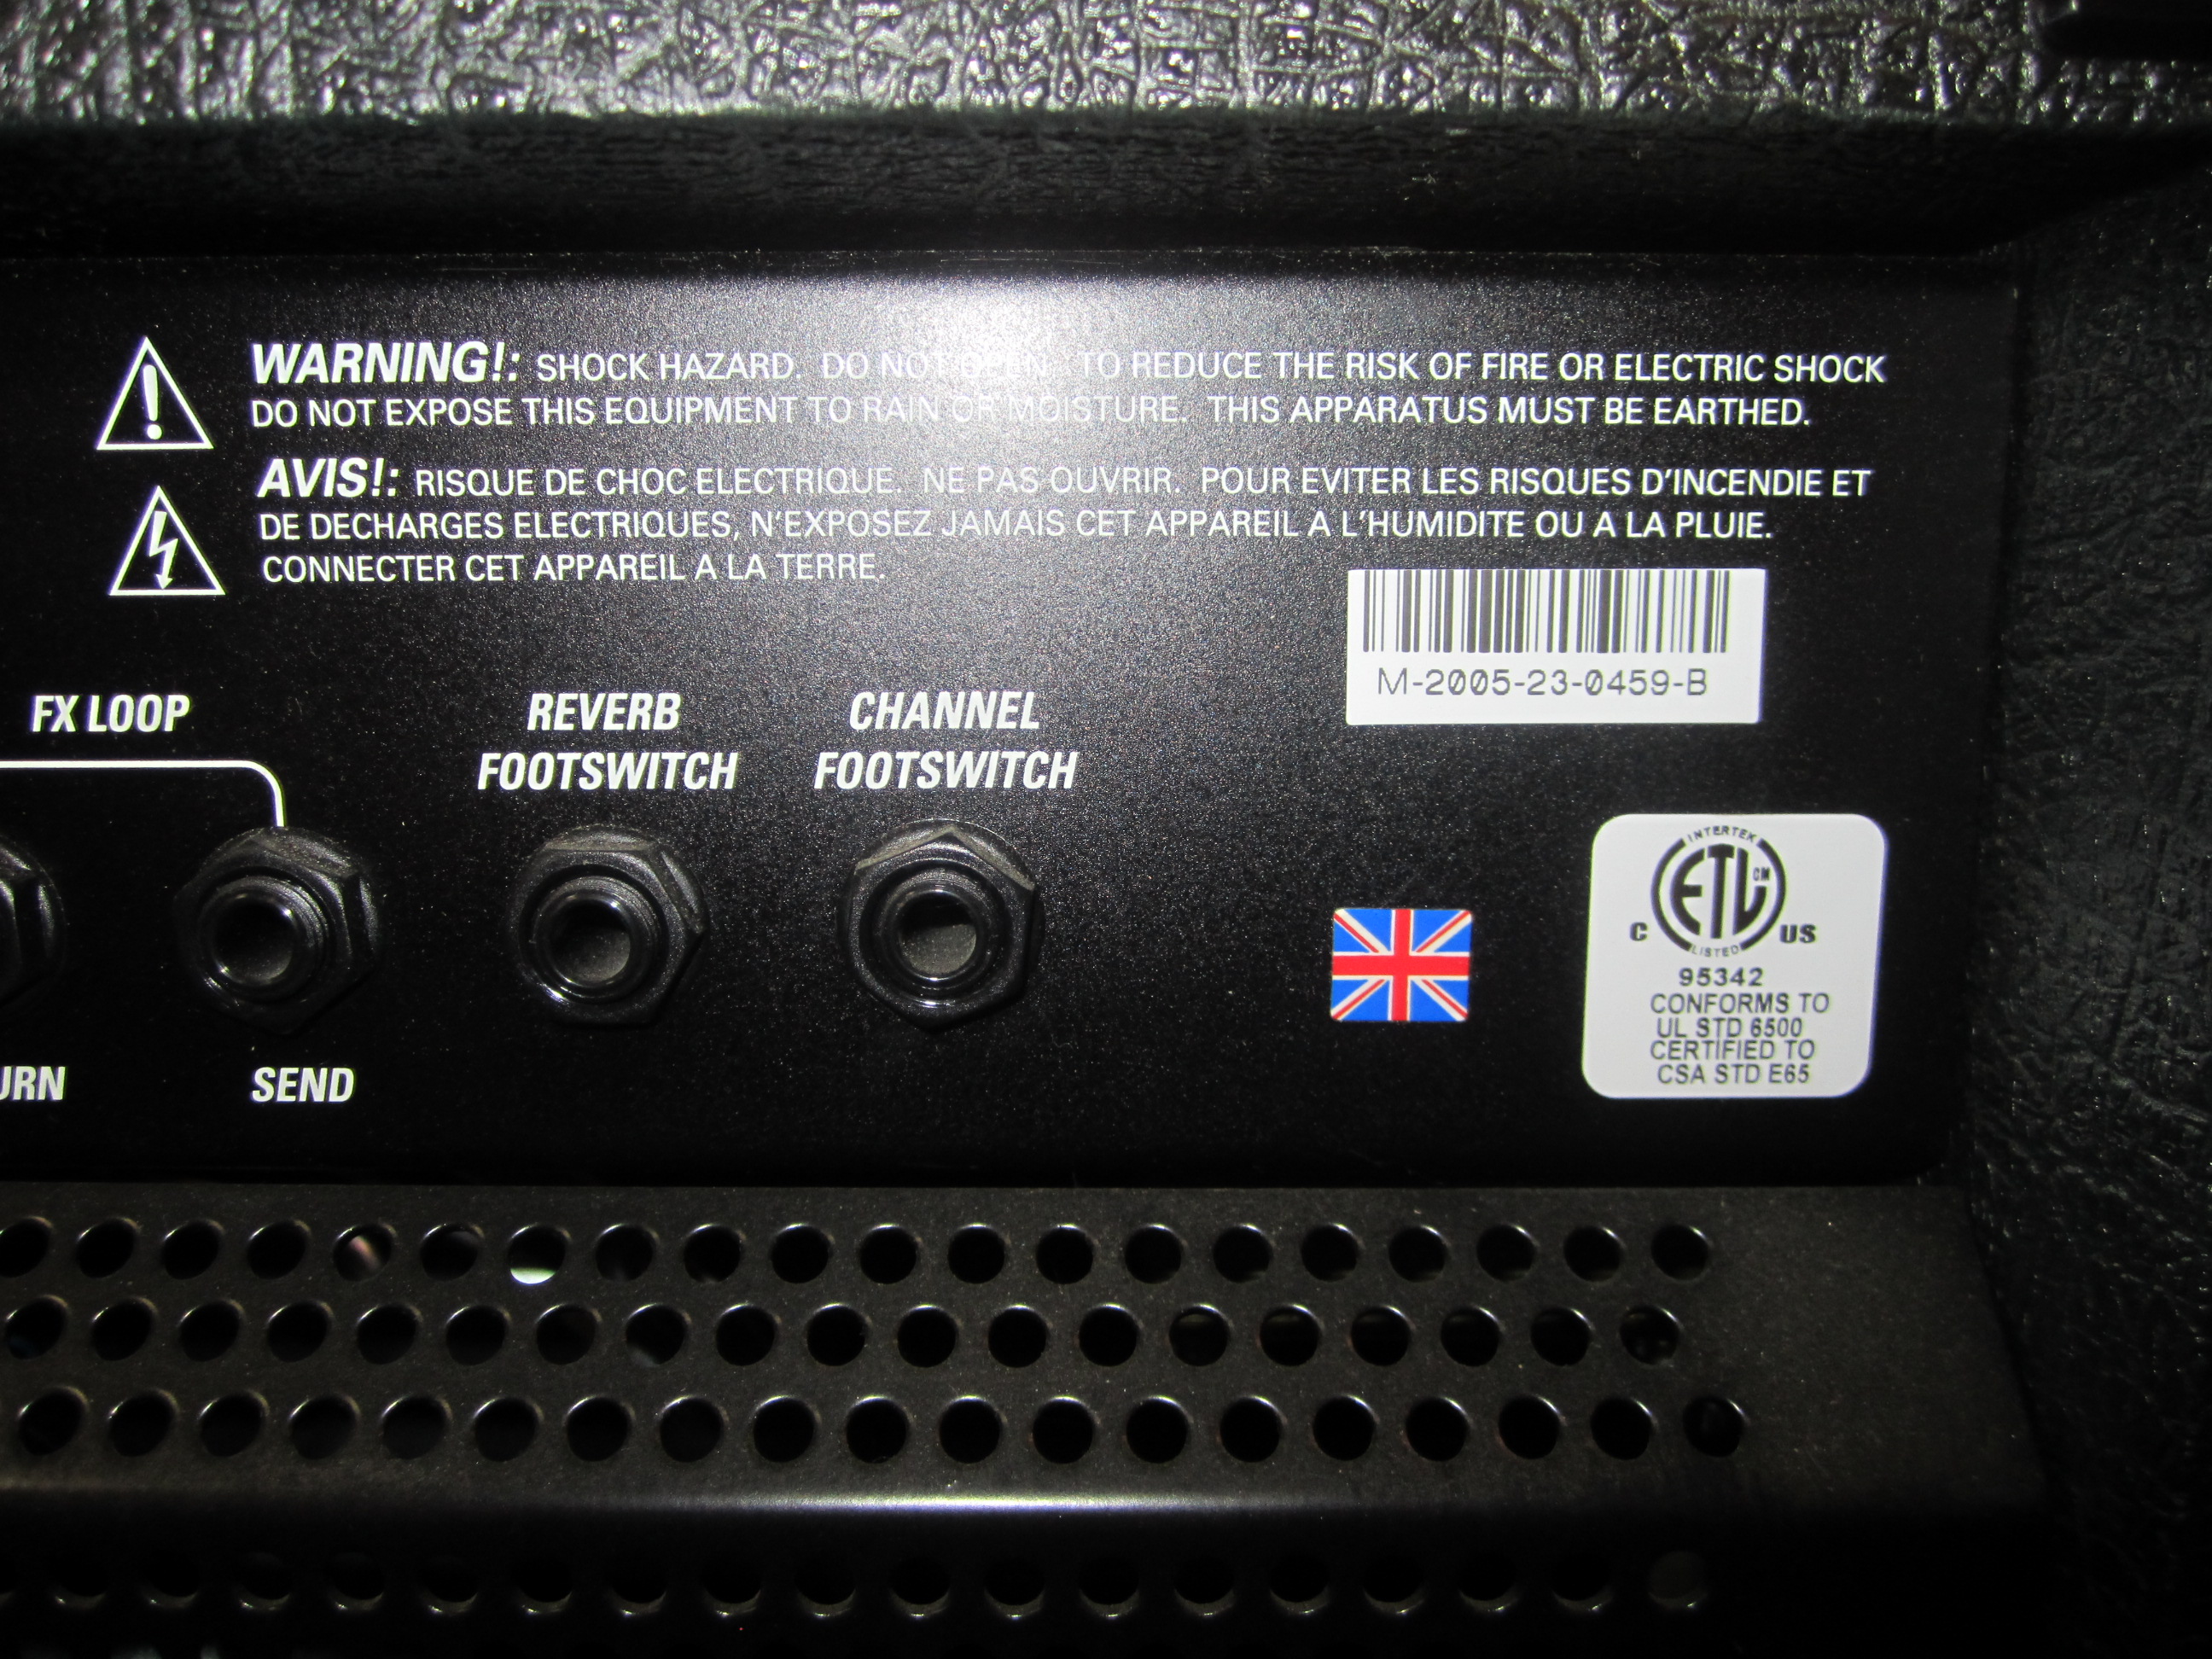 WARNING!: SHOCK HAZARD. DO NOT OPEN. TO REDUCE THE RISK OF FIRE OR ELECTRIC SHOCK
DO NOT EXPOSE THIS EQUIPMENT TO RAIN OR MOISTURE. THIS APPARATUS MUST BE EARTHED.
AVIS!: RISQUE DE CHOC ELECTRIQUE. NE PAS OUVRIR. POUR EVITER LES RISQUES D'INCENDIE ET
DE DECHARGES ELECTRIQUES, N'EXPOSEZ JAMAIS CET APPAREIL A L'HUMIDITE OU A LA PLUIE.
CONNECTER CET APPAREIL A LA TERRE.
M-2005-23-0459-B
FX LOOP
REVERB
FOOTSWITCH
CHANNEL
FOOTSWITCH
URN
SEND
INTERTEK
ETL CM
C US
LISTED
95342
CONFORMS TO
UL STD 6500
CERTIFIED TO
CSA STD E65